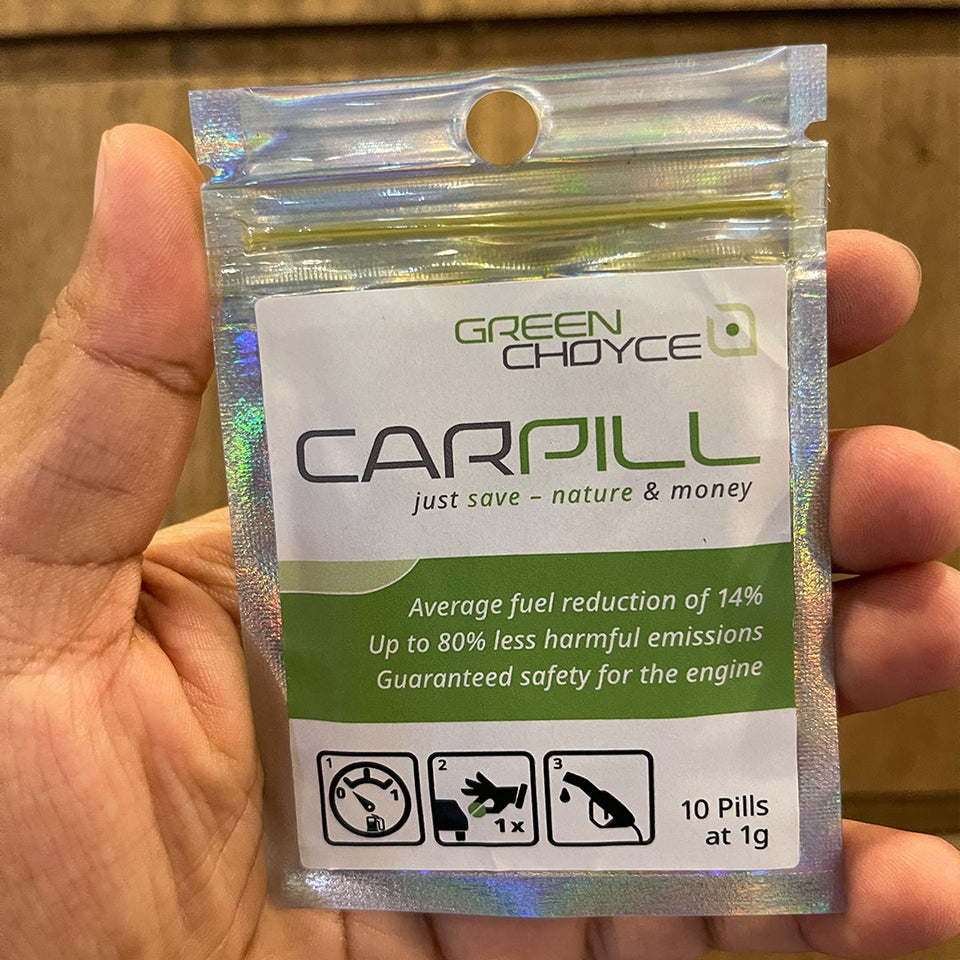 GREEN
CHOYCE
CARPILL
just save – nature & money
Average fuel reduction of 14%
Up to 80% less harmful emissions
Guaranteed safety for the engine
1
0 1
2
1 x
3
10 Pills
at 1g